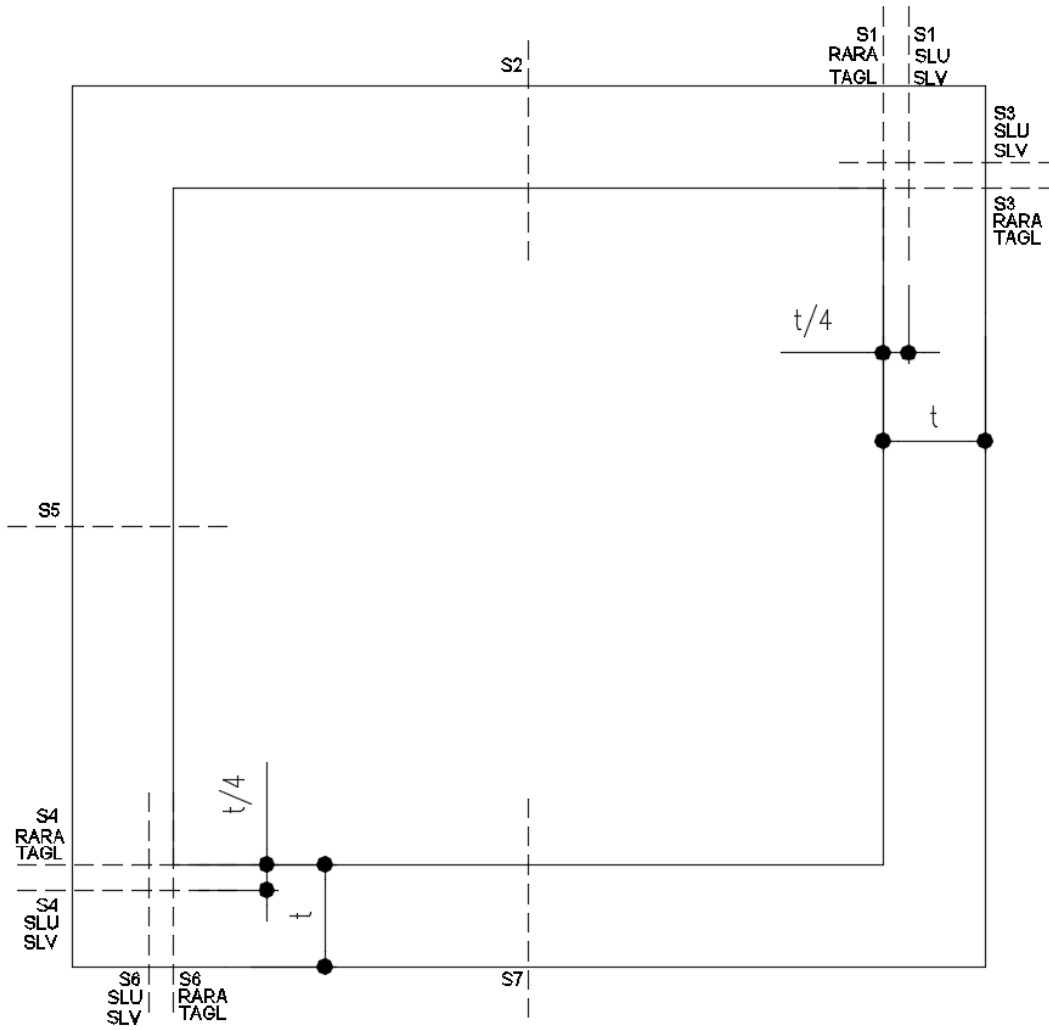 S1
RARA
TAGL
S1
SLU
SLV
S2
S3
SLU
SLV
S3
RARA
TAGL
t/4
t
S5
t/4
S4
RARA
TAGL
t
S4
SLU
SLV
S6
SLU
SLV
S6
RARA
TAGL
S7